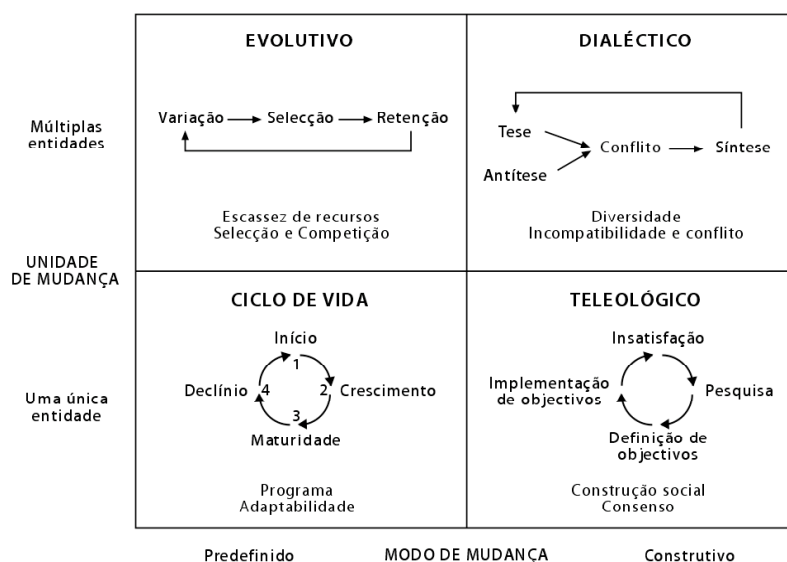 EVOLUTIVO
DIALÉCTICO
Múltiplas
entidades
Variação
Selecção
Retenção
Tese
Antítese
Conflito
Síntese
Escassez de recursos
Selecção e Competição
Diversidade
Incompatibilidade e conflito
UNIDADE
DE MUDANÇA
CICLO DE VIDA
TELEOLÓGICO
Uma única
entidade
Início
1
Declínio
4
2
Crescimento
3
Maturidade
Insatisfação
Implementação
de objectivos
Pesquisa
Definição de
objectivos
Programa
Adaptabilidade
Construção social
Consenso
Predefinido
MODO DE MUDANÇA
Construtivo